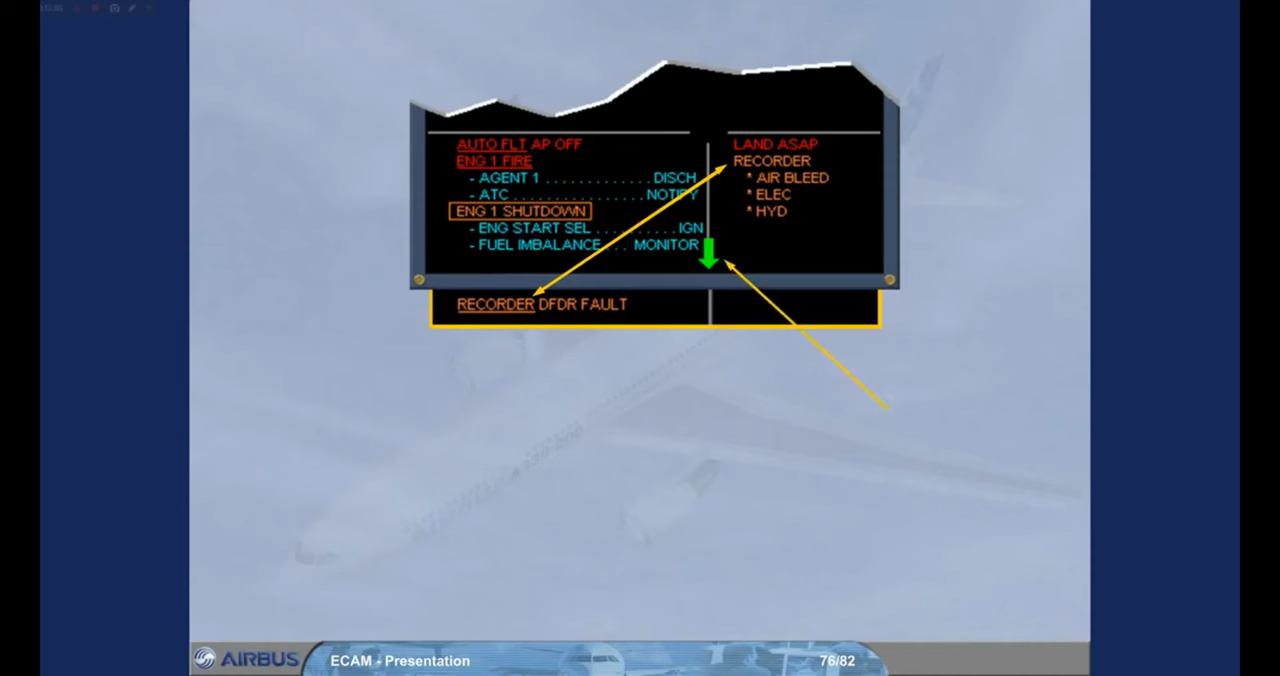 AUTO FLT AP OFF
ENG 1 FIRE
- AGENT 1 ............. DISCH
- ATC ................ NOTIFY
ENG 1 SHUTDOWN
- ENG START SEL .......... IGN
- FUEL IMBALANCE ... MONITOR
LAND ASAP
RECORDER
* AIR BLEED
* ELEC
* HYD
RECORDER DFDR FAULT
AIRBUS
ECAM - Presentation
76/82